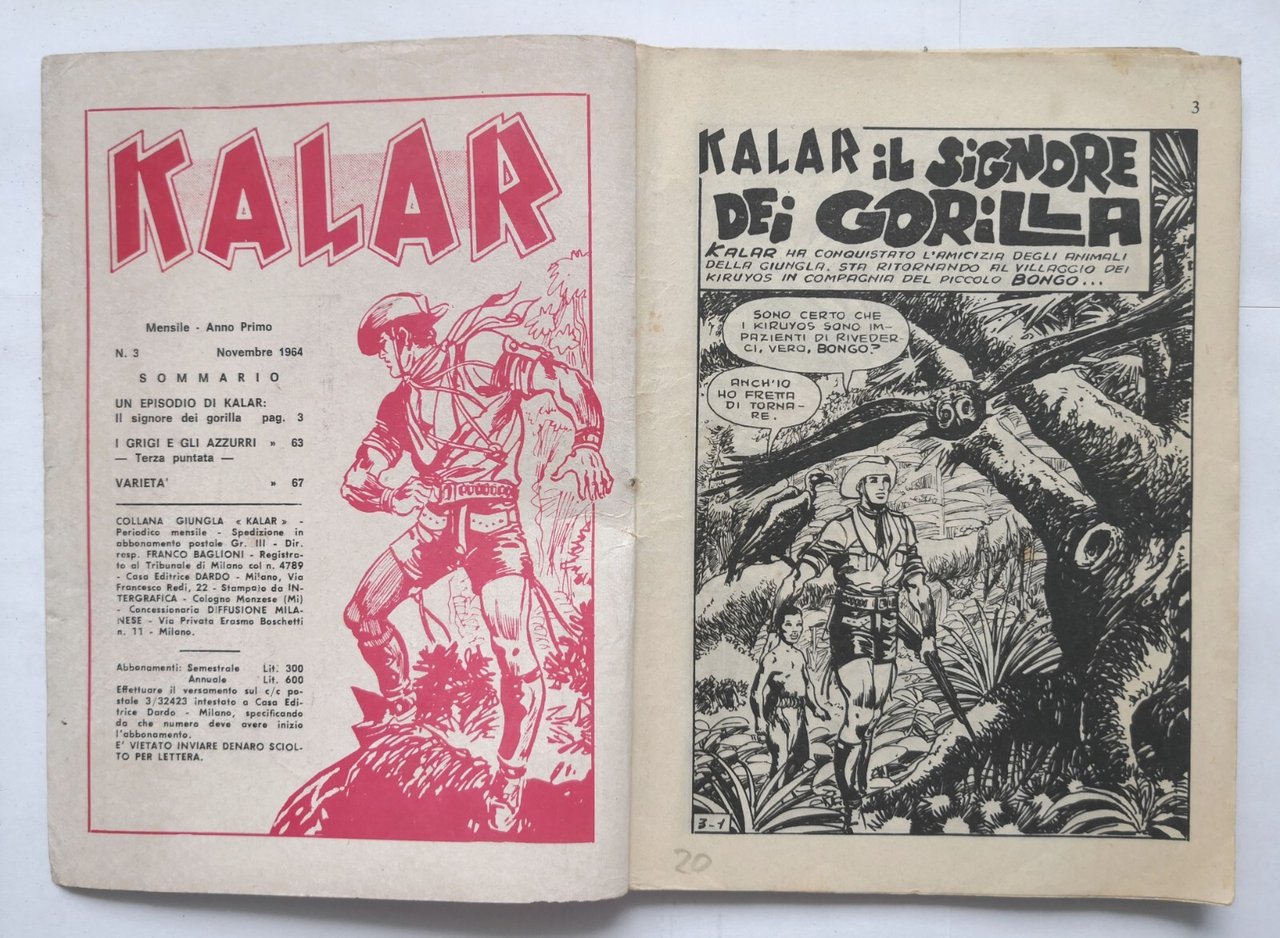 KALAR
Mensile - Anno Primo
N. 3 Novembre 1964
SOMMARIO
UN EPISODIO DI KALAR:
Il signore dei gorilla pag. 3
I GRIGI E GLI AZZURRI » 63
— Terza puntata —
VARIETA' » 67
COLLANA GIUNGLA « KALAR » -
Periodico mensile - Spedizione in
abbonamento postale Gr. III - Dir.
resp. FRANCO BAGLIONI - Registra-
to al Tribunale di Milano col n. 4789
- Casa Editrice DARDO - Milano, Via
Francesco Redi, 22 - Stampato da IN-
TERGRAFICA - Cologno Monzese (Mi)
- Concessionaria DIFFUSIONE MILA-
NESE - Via Privata Erasmo Boschetti
n. 11 - Milano.
Abbonamenti: Semestrale Lit. 300
Annuale Lit. 600
Effettuare il versamento sul c/c po-
stale 3/32423 intestato a Casa Edi-
trice Dardo - Milano, specificando
da che numero deve avere inizio
l'abbonamento.
E' VIETATO INVIARE DENARO SCIOL-
TO PER LETTERA.
3
KALAR IL SIGNORE
DEI GORILLA
KALAR HA CONQUISTATO L'AMICIZIA DEGLI ANIMALI
DELLA GIUNGLA. STA RITORNANDO AL VILLAGGIO DEI
KIRUYOS IN COMPAGNIA DEL PICCOLO BONGO...
SONO CERTO CHE
I KIRUYOS SONO IM-
PAZIENTI DI RIVEDER-
CI, VERO, BONGO?
ANCH'IO
HO FRETTA
DI TORNA-
RE.
3-1
20